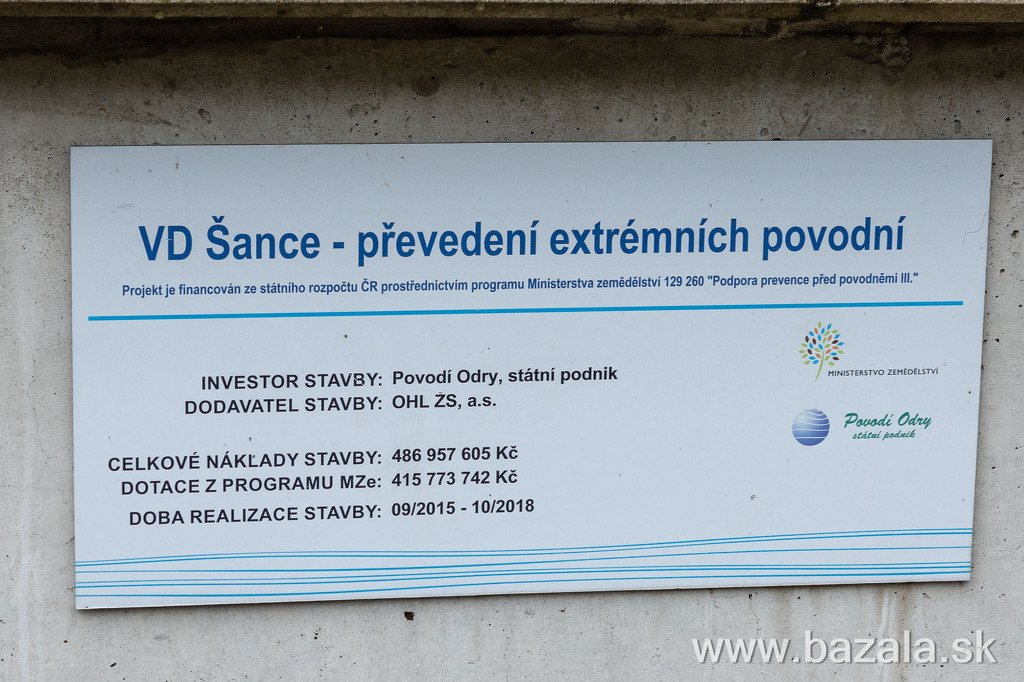 VD Šance - převedení extrémních povodní
Projekt je financován ze státního rozpočtu ČR prostřednictvím programu Ministerstva zemědělství 129 260 "Podpora prevence před povodněmi III."
INVESTOR STAVBY: Povodí Odry, státní podnik
DODAVATEL STAVBY: OHL ŽS, a.s.
CELKOVÉ NÁKLADY STAVBY: 486 957 605 Kč
DOTACE Z PROGRAMU MZe: 415 773 742 Kč
DOBA REALIZACE STAVBY: 09/2015 - 10/2018
MINISTERSTVO ZEMĚDĚLSTVÍ
Povodí Odry
státní podnik
www.bazala.sk